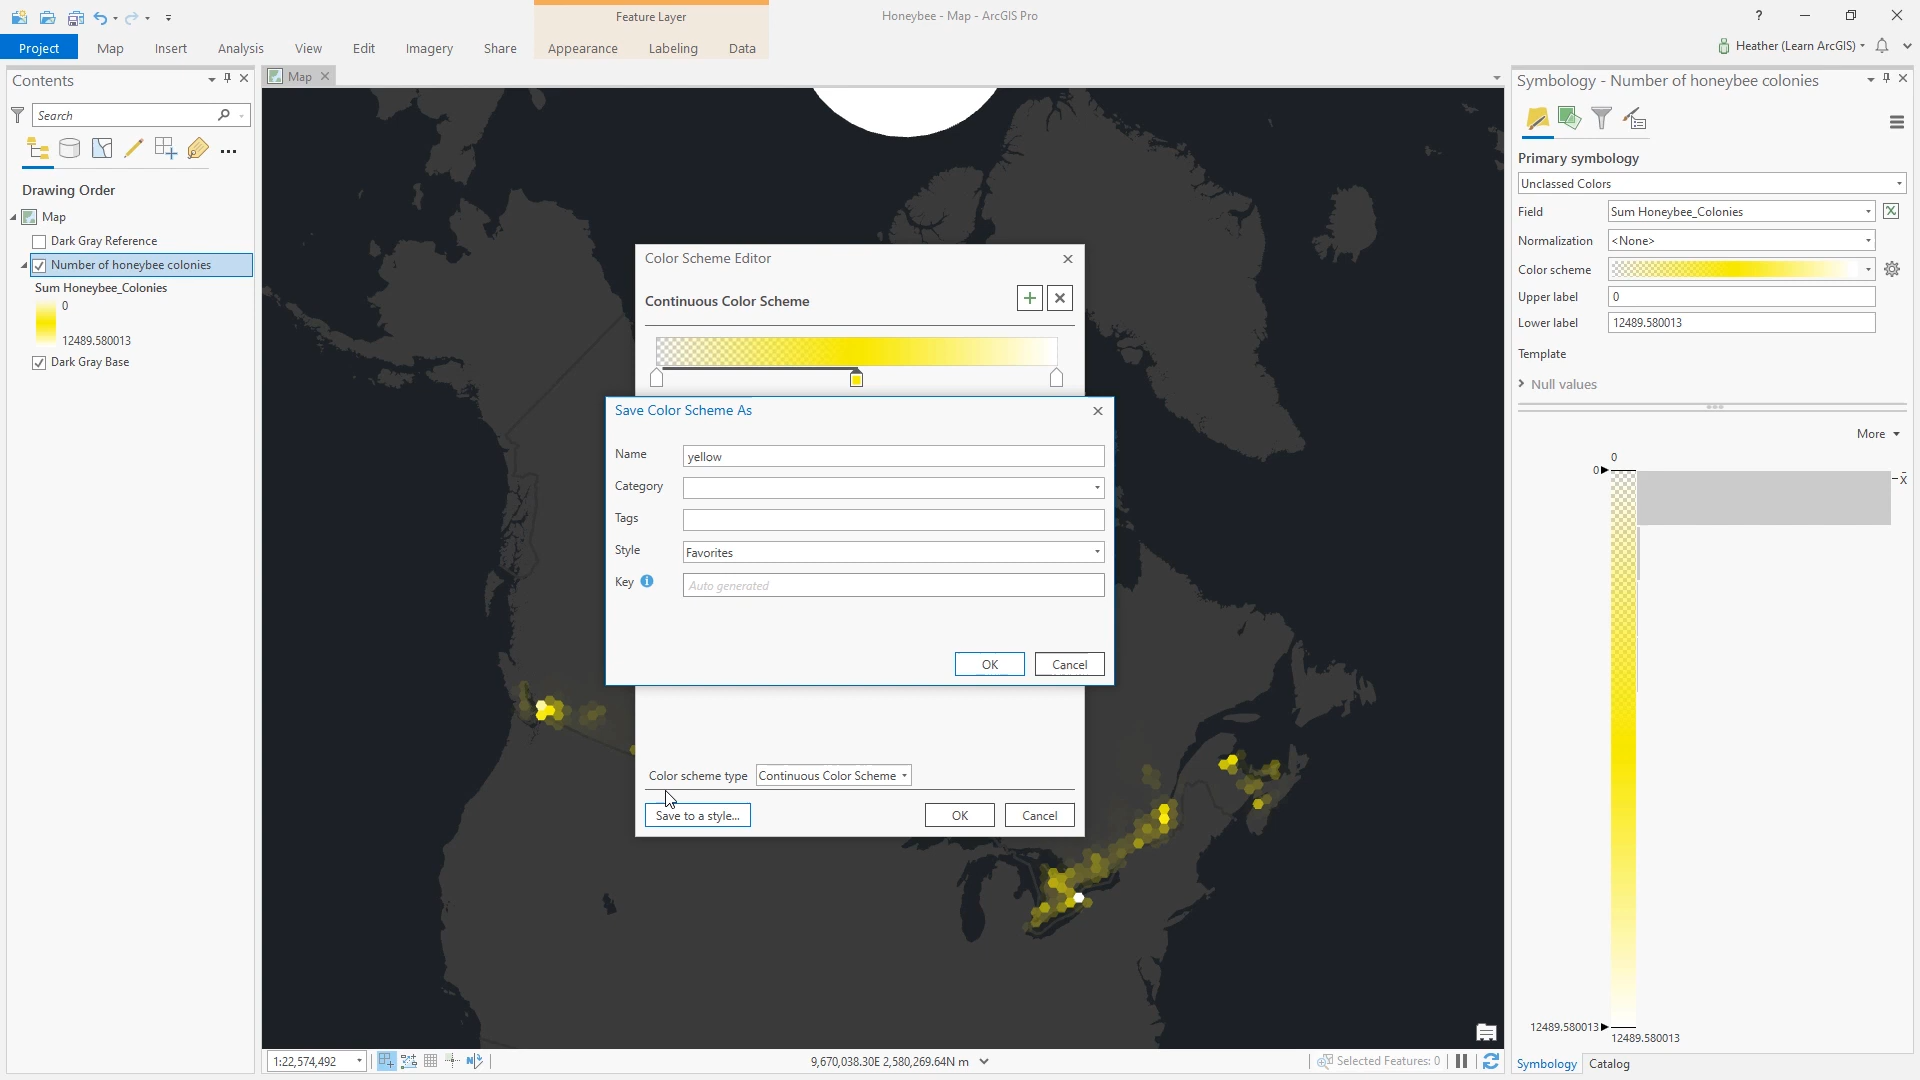 Feature Layer
Honeybee - Map - ArcGIS Pro
?
Project
Map
Insert
Analysis
View
Edit
Imagery
Share
Appearance
Labeling
Data
Heather (Learn ArcGIS)
Contents
Search
Drawing Order
Map
Dark Gray Reference
Number of honeybee colonies
Sum Honeybee_Colonies
0
12489.580013
Dark Gray Base
Map
Color Scheme Editor
Continuous Color Scheme
Save Color Scheme As
Name
yellow
Category
Tags
Style
Favorites
Key
Auto generated
OK
Cancel
Color scheme type
Continuous Color Scheme
Save to a style...
OK
Cancel
1:22,574,492
9,670,038.30E 2,580,269.64N m
Selected Features: 0
Symbology - Number of honeybee colonies
Primary symbology
Unclassed Colors
Field
Sum Honeybee_Colonies
Normalization
<None>
Color scheme
Upper label
0
Lower label
12489.580013
Template
Null values
More
0
0
x̄
12489.580013
12489.580013
Symbology
Catalog